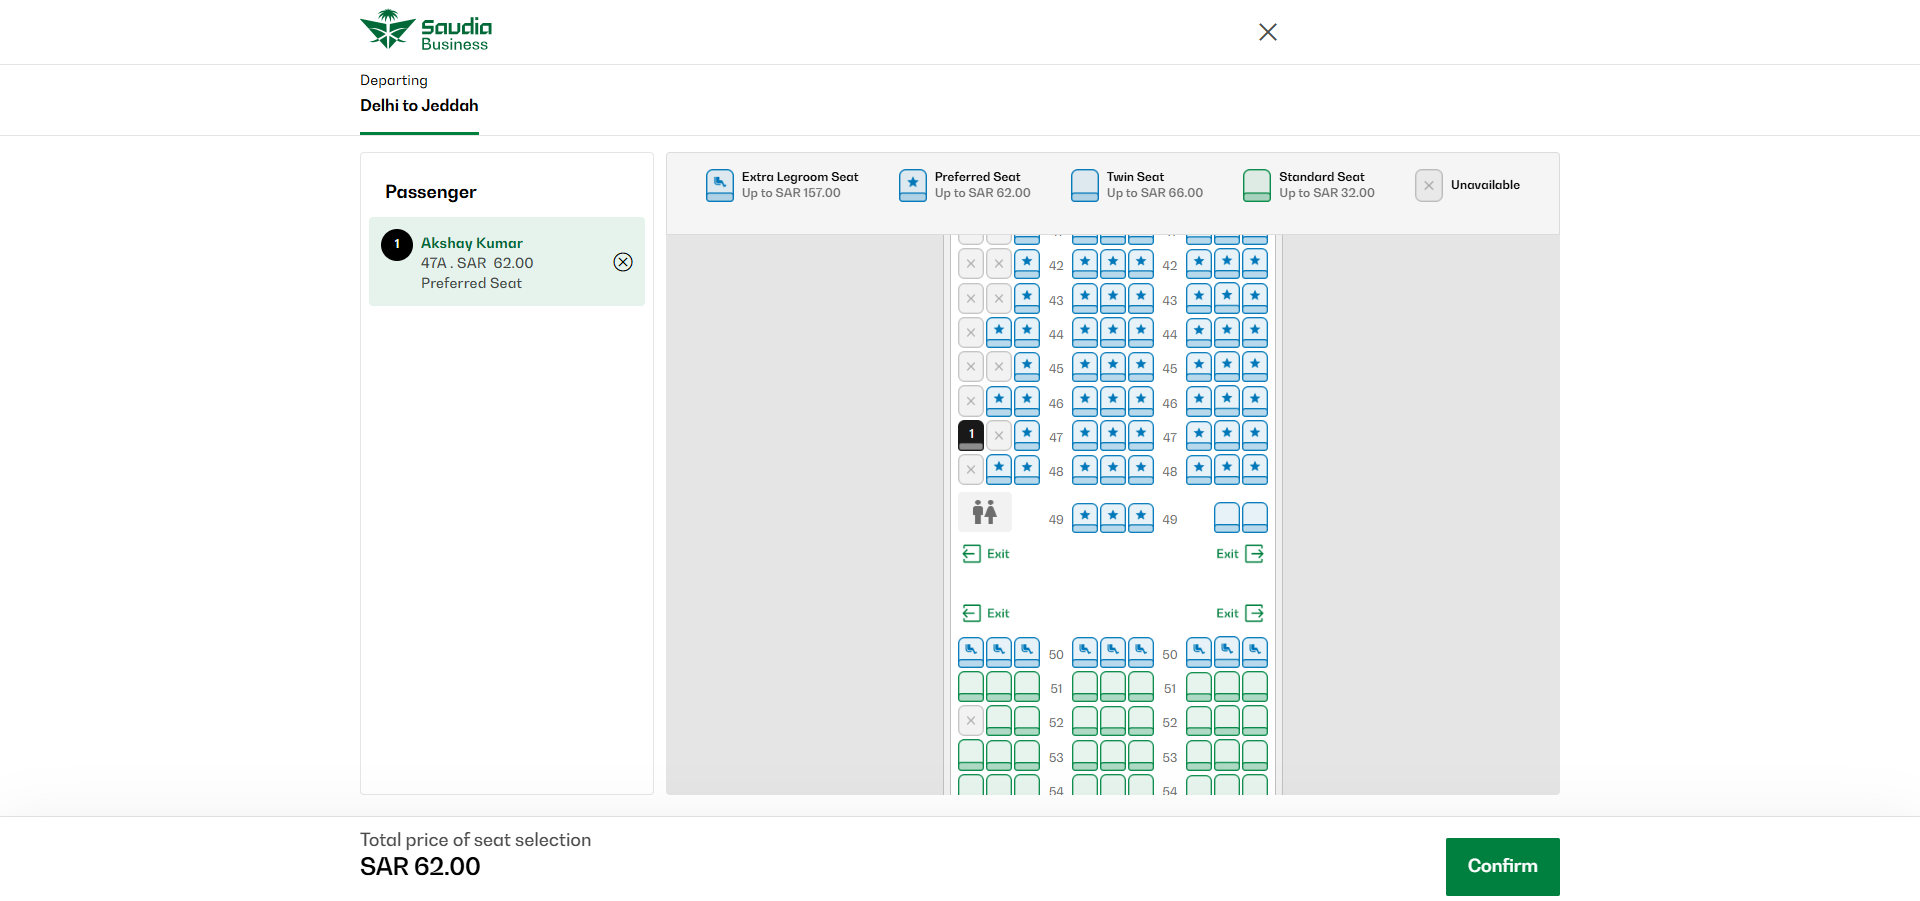 Saudia
Business
Departing
Delhi to Jeddah
Passenger
1
Akshay Kumar
47A . SAR 62.00
Preferred Seat
Extra Legroom Seat
Up to SAR 157.00
Preferred Seat
Up to SAR 62.00
Twin Seat
Up to SAR 66.00
Standard Seat
Up to SAR 32.00
Unavailable
42 42
43 43
44 44
45 45
46 46
1 47 47
48 48
49 49
Exit Exit
Exit Exit
50 50
51 51
52 52
53 53
54 54
Total price of seat selection
SAR 62.00
Confirm